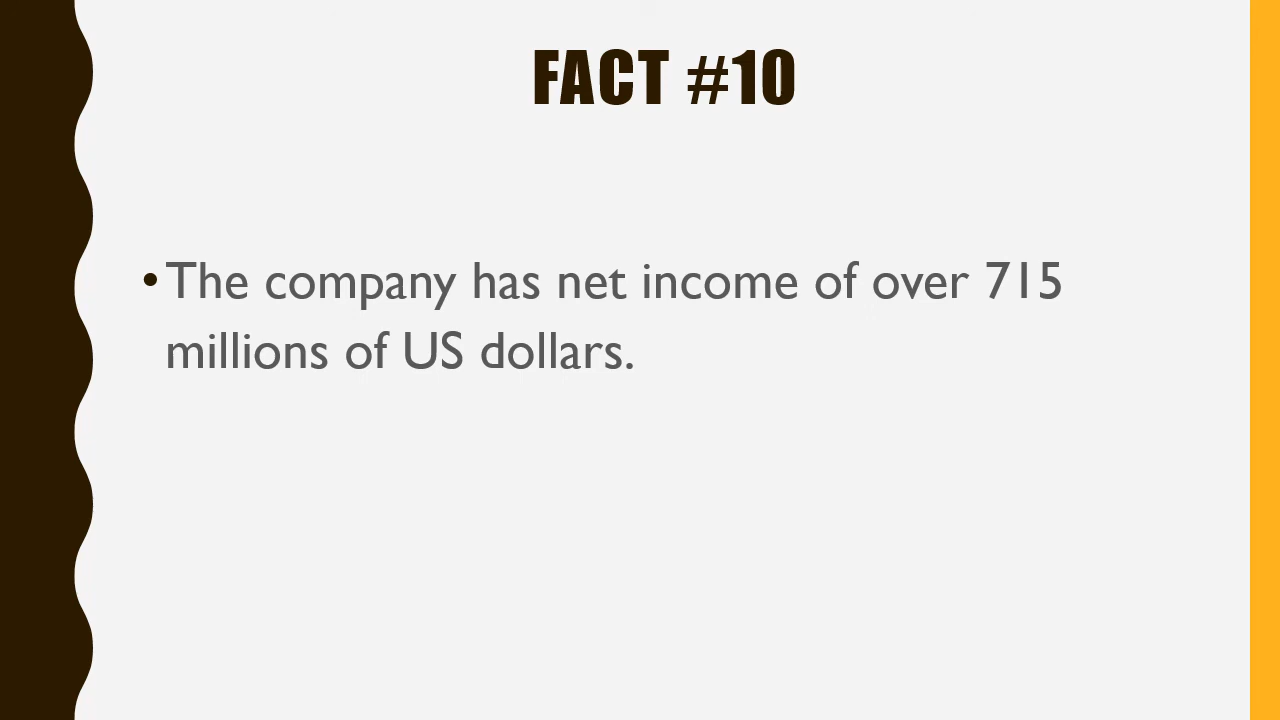 FACT #10
•The company has net income of over 715
millions of US dollars.